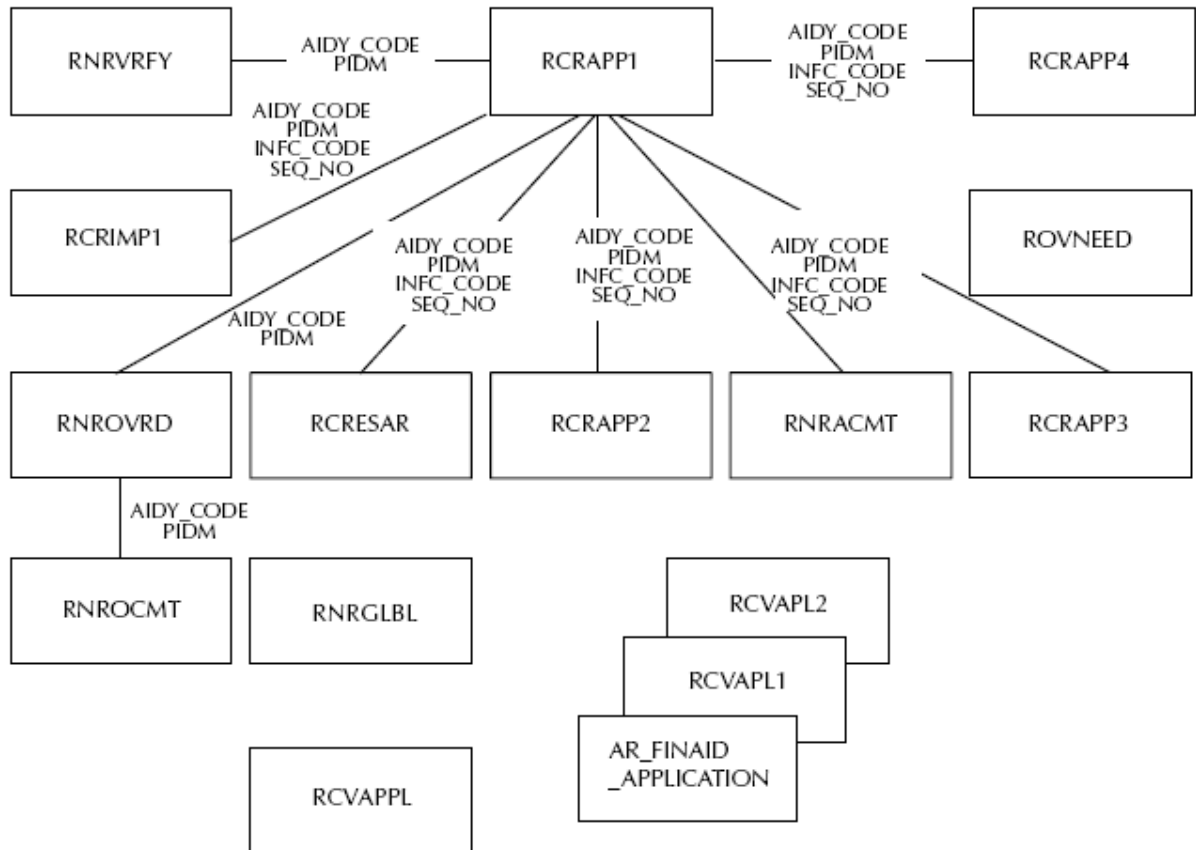 RNRVRFY
AIDY_CODE
PIDM
RCRAPP1
AIDY_CODE
PIDM
INFC_CODE
SEQ_NO
RCRAPP4
AIDY_CODE
PIDM
INFC_CODE
SEQ_NO
RCRIMP1
AIDY_CODE
PIDM
INFC_CODE
SEQ_NO
AIDY_CODE
PIDM
INFC_CODE
SEQ_NO
AIDY_CODE
PIDM
INFC_CODE
SEQ_NO
ROVNEED
AIDY_CODE
PIDM
RNROVRD
RCRESAR
RCRAPP2
RNRACMT
RCRAPP3
AIDY_CODE
PIDM
RNROCMT
RNRGLBL
RCVAPL2
RCVAPL1
AR_FINAID
_APPLICATION
RCVAPPL